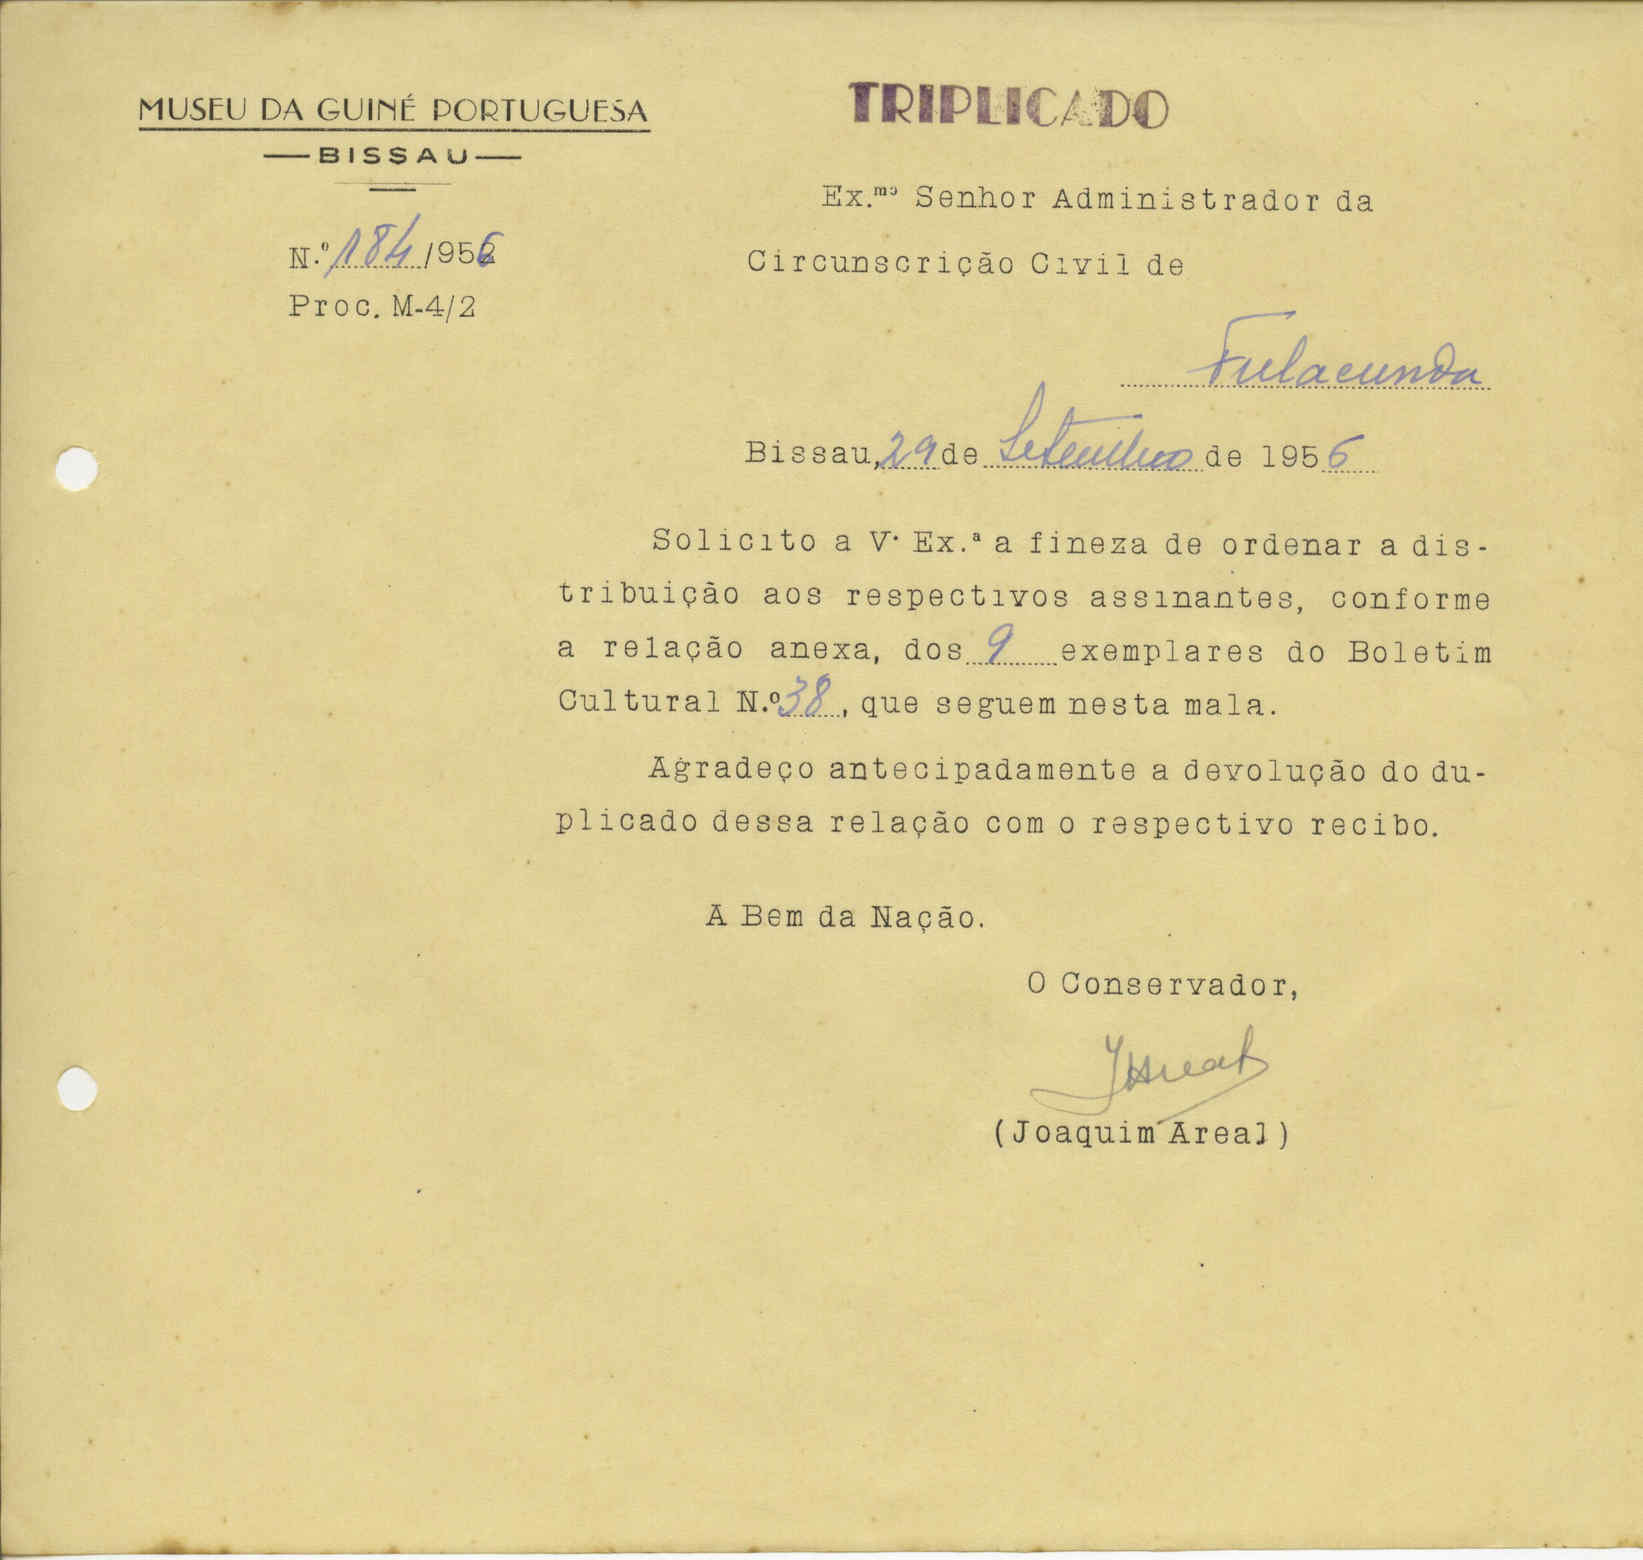 MUSEU DA GUINÉ PORTUGUESA
BISSAU
N.º 184/1956
Proc. M-4/2
TRIPLICADO
Ex.mo Senhor Administrador da
Circunscrição Civil de
Fulacunda
Bissau, 29 de Setembro de 1956
Solicito a V. Ex.ª a fineza de ordenar a dis-
tribuição aos respectivos assinantes, conforme
a relação anexa, dos 9 exemplares do Boletim
Cultural N.º 38, que seguem nesta mala.
Agradeço antecipadamente a devolução do du-
plicado dessa relação com o respectivo recibo.
A Bem da Nação.
O Conservador,
JAreal
(Joaquim Areal)